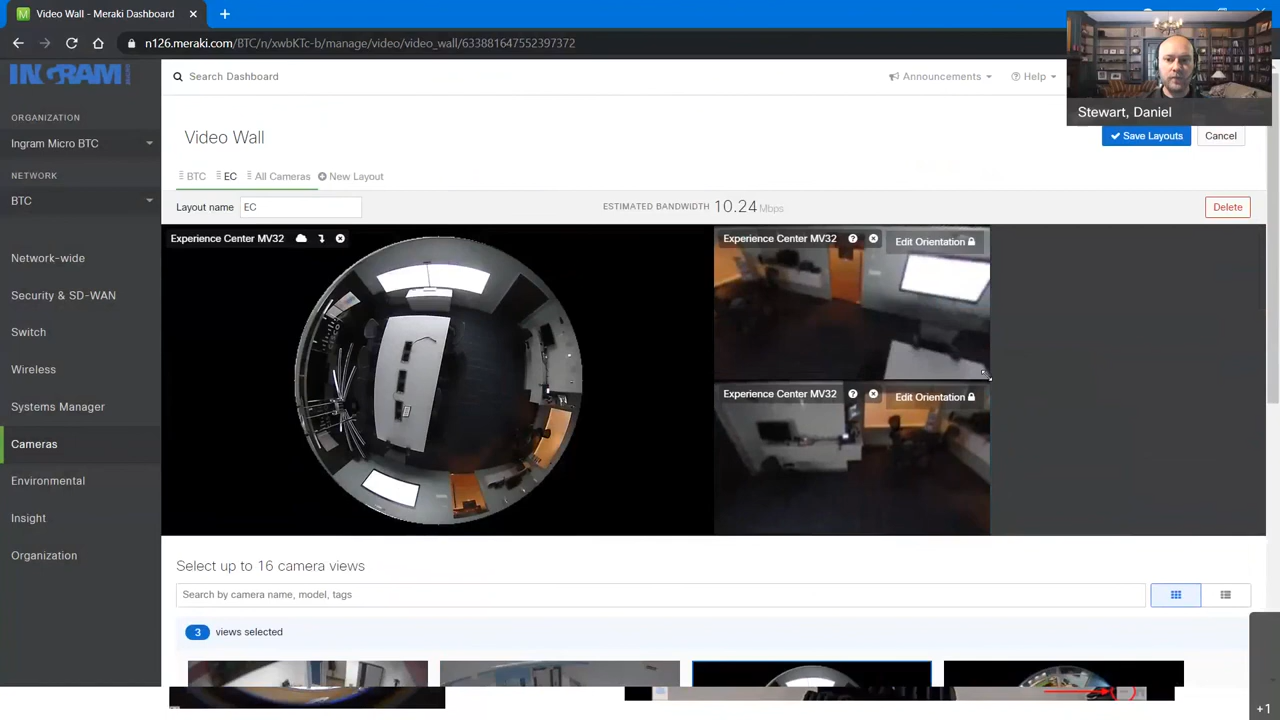 Video Wall - Meraki Dashboard
n126.meraki.com/BTC/n/xwbKTc-b/manage/video/video_wall/633881647552397372
INGRAM
Search Dashboard
Announcements
Help
Stewart, Daniel
ORGANIZATION
Ingram Micro BTC
NETWORK
BTC
Network-wide
Security & SD-WAN
Switch
Wireless
Systems Manager
Cameras
Environmental
Insight
Organization
Video Wall
Save Layouts
Cancel
BTC
EC
All Cameras
New Layout
Layout name
EC
ESTIMATED BANDWIDTH 10.24 Mbps
Delete
Experience Center MV32
Experience Center MV32
Edit Orientation
Experience Center MV32
Edit Orientation
Select up to 16 camera views
Search by camera name, model, tags
3 views selected
+1